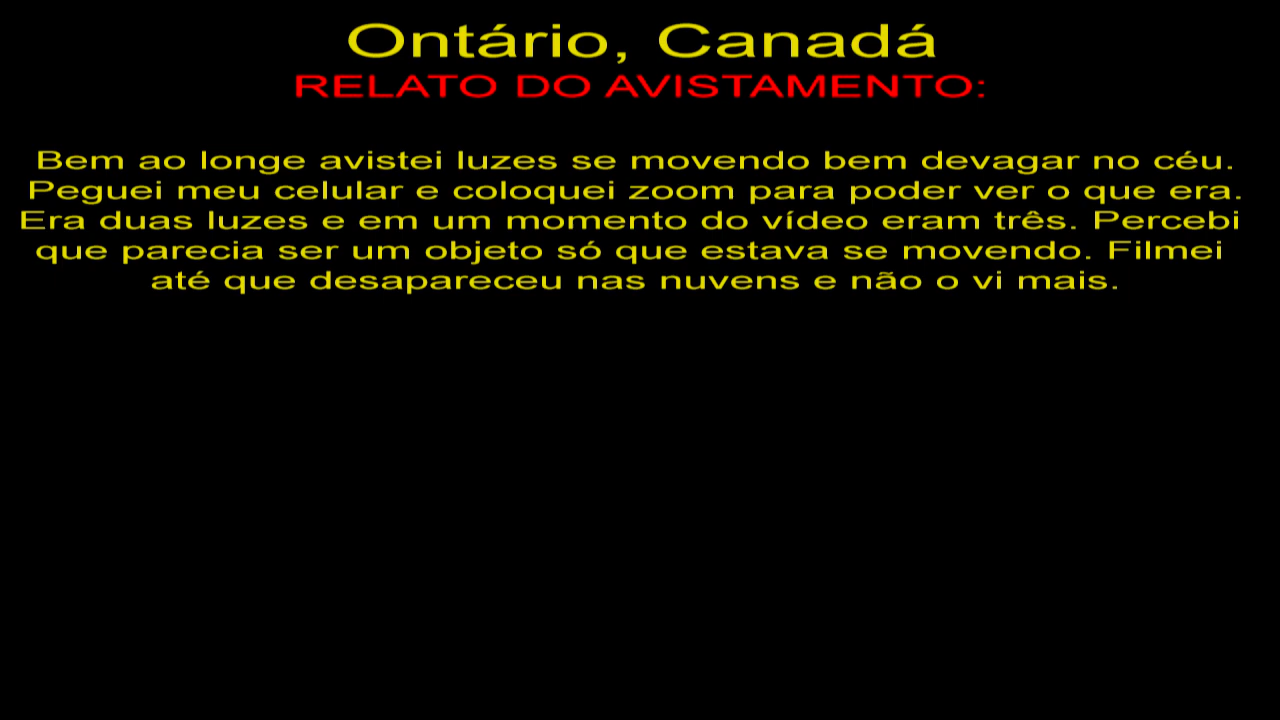 Ontário, Canadá
RELATO DO AVISTAMENTO:
Bem ao longe avistei luzes se movendo bem devagar no céu.
Peguei meu celular e coloquei zoom para poder ver o que era.
Era duas luzes e em um momento do vídeo eram três. Percebi
que parecia ser um objeto só que estava se movendo. Filmei
até que desapareceu nas nuvens e não o vi mais.